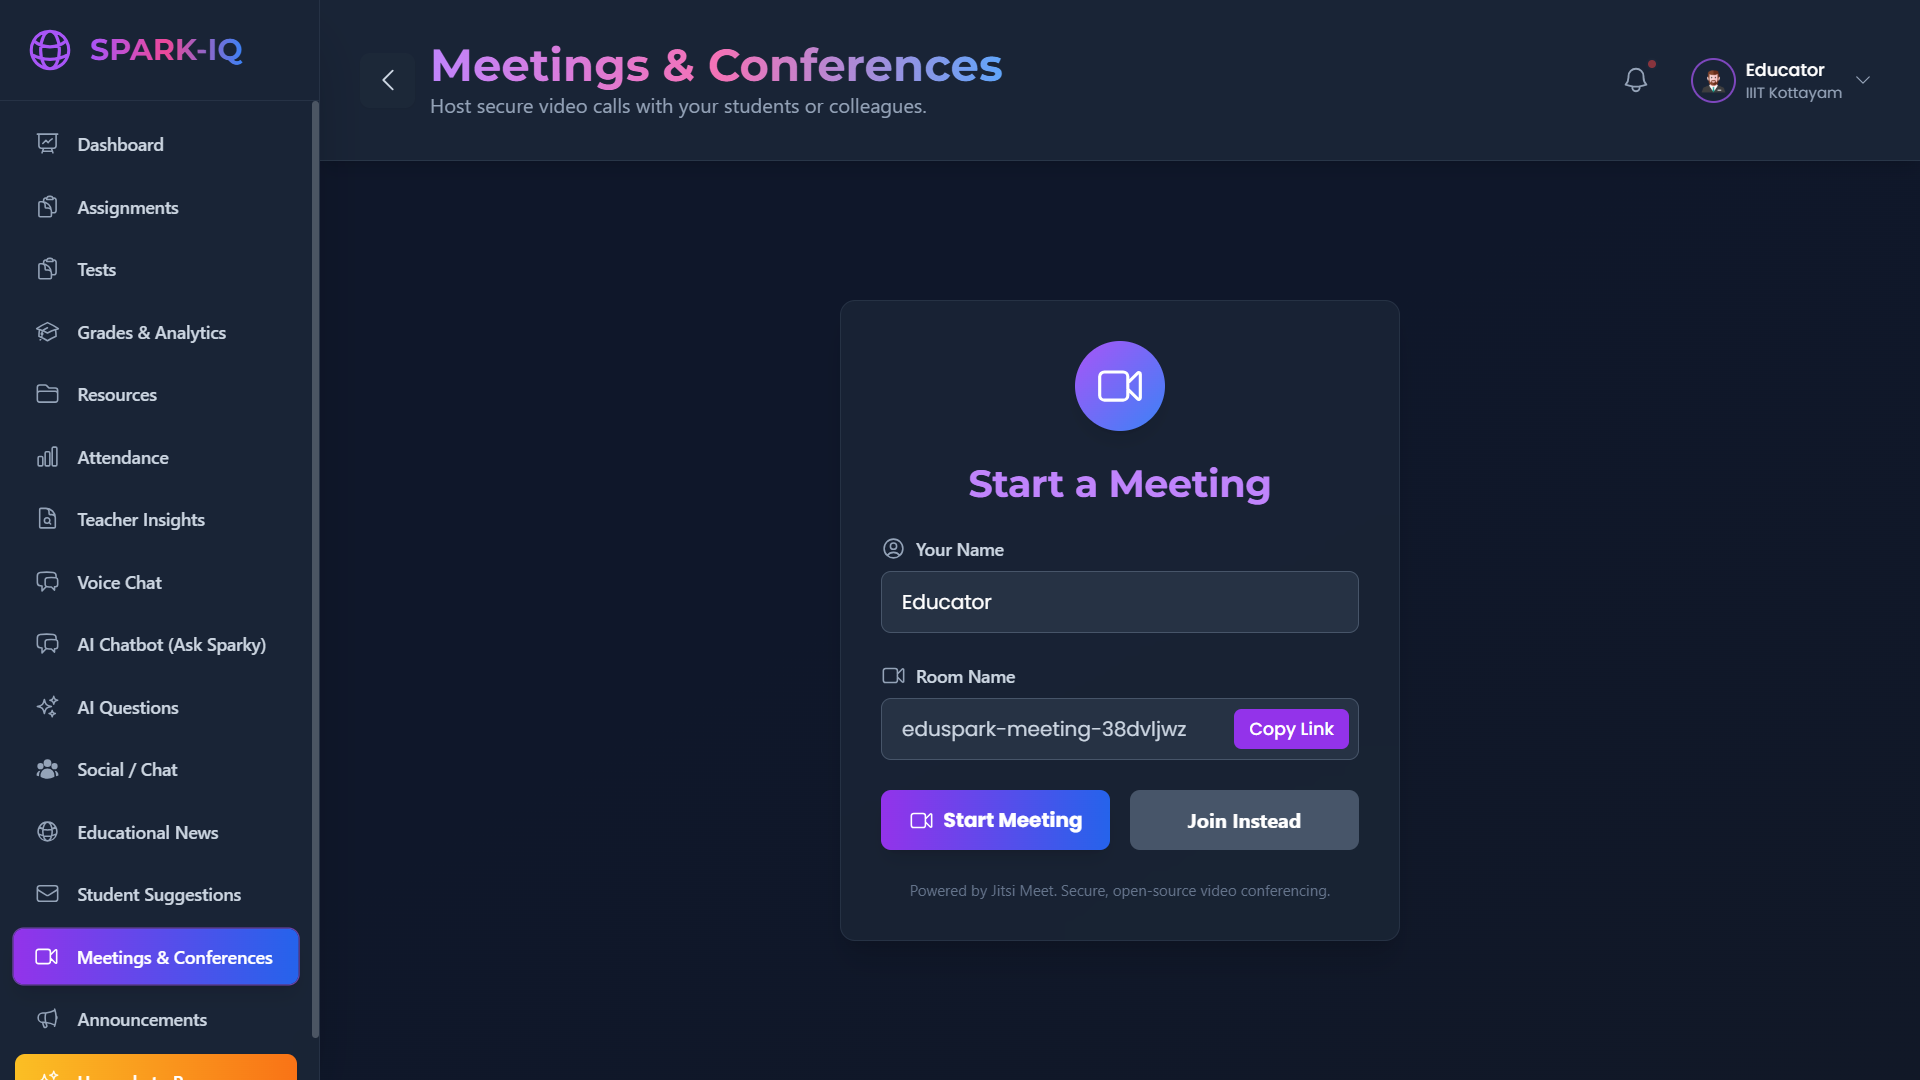 SPARK-IQ
Dashboard
Assignments
Tests
Grades & Analytics
Resources
Attendance
Teacher Insights
Voice Chat
AI Chatbot (Ask Sparky)
AI Questions
Social / Chat
Educational News
Student Suggestions
Meetings & Conferences
Announcements
Meetings & Conferences
Host secure video calls with your students or colleagues.
Educator
IIIT Kottayam
Start a Meeting
Your Name
Educator
Room Name
eduspark-meeting-38dvljwz
Copy Link
Start Meeting
Join Instead
Powered by Jitsi Meet. Secure, open-source video conferencing.